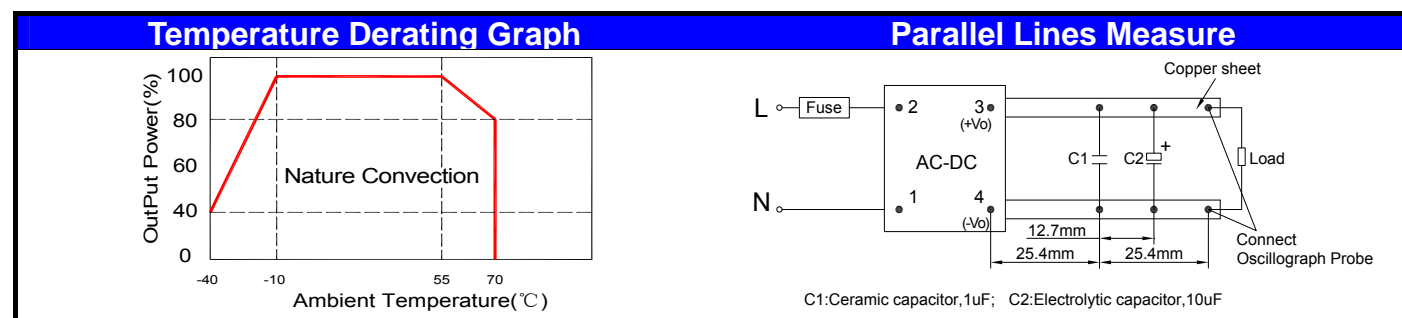 Temperature Derating Graph
OutPut Power(%)
100
80
60
40
0
Nature Convection
-40 -10 55 70
Ambient Temperature(℃)
Parallel Lines Measure
Copper sheet
L Fuse 2 3
(+Vo)
AC-DC C1 C2 + Load
N 1 4
(-Vo)
12.7mm
25.4mm 25.4mm
Connect
Oscillograph Probe
C1:Ceramic capacitor,1uF; C2:Electrolytic capacitor,10uF